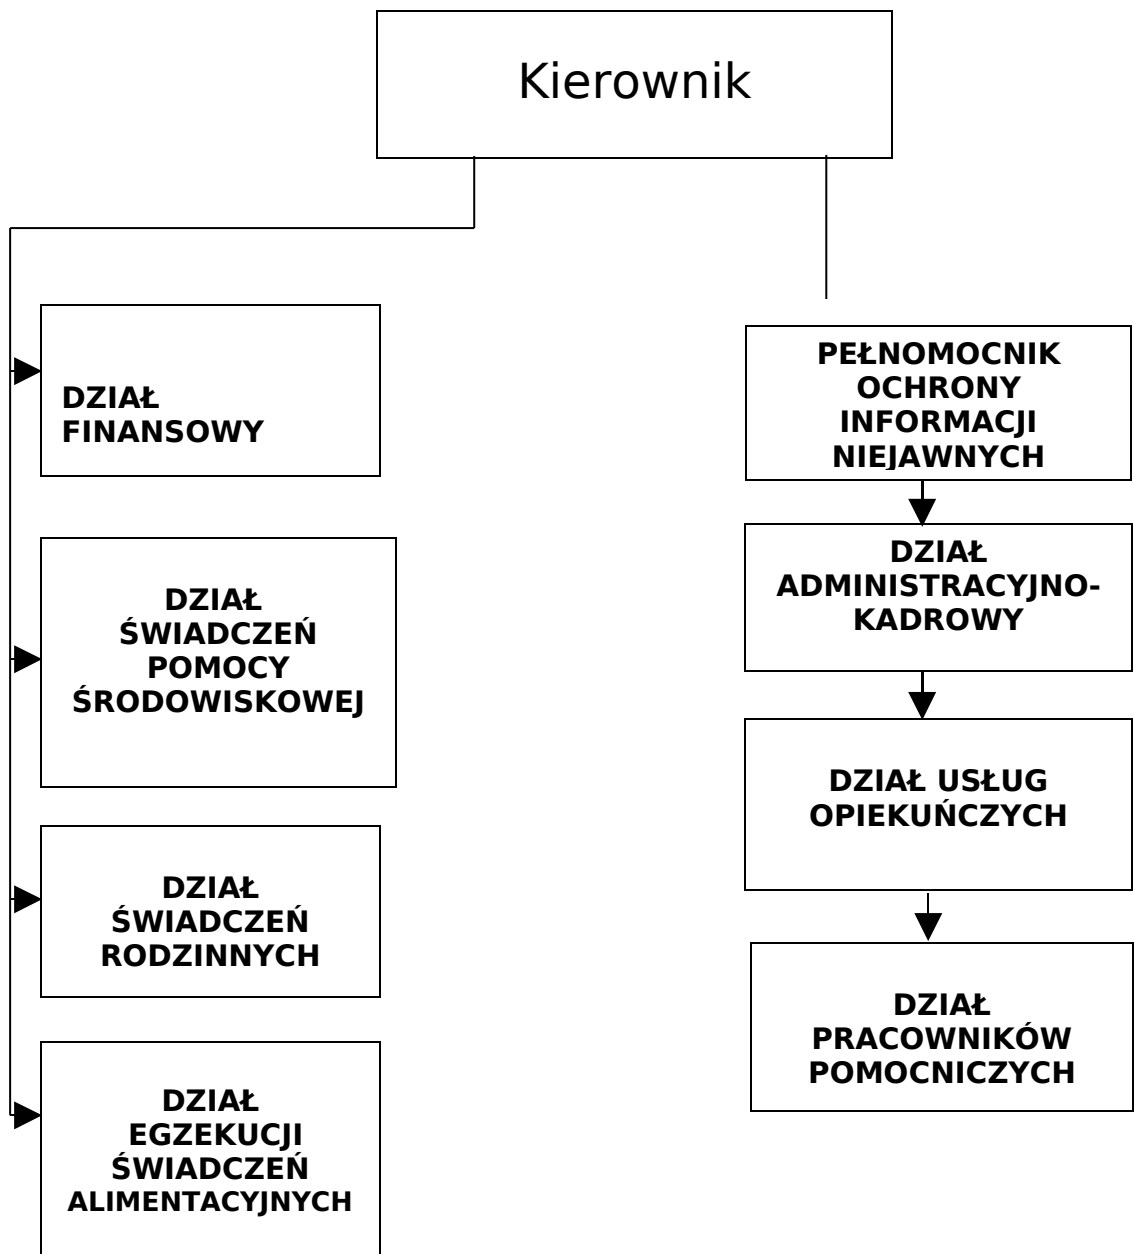 Kierownik
DZIAŁ
FINANSOWY
DZIAŁ
ŚWIADCZEŃ
POMOCY
ŚRODOWISKOWEJ
DZIAŁ
ŚWIADCZEŃ
RODZINNYCH
DZIAŁ
EGZEKUCJI
ŚWIADCZEŃ
ALIMENTACYJNYCH
PEŁNOMOCNIK
OCHRONY
INFORMACJI
NIEJAWNYCH
DZIAŁ
ADMINISTRACYJNO-
KADROWY
DZIAŁ USŁUG
OPIEKUŃCZYCH
DZIAŁ
PRACOWNIKÓW
POMOCNICZYCH